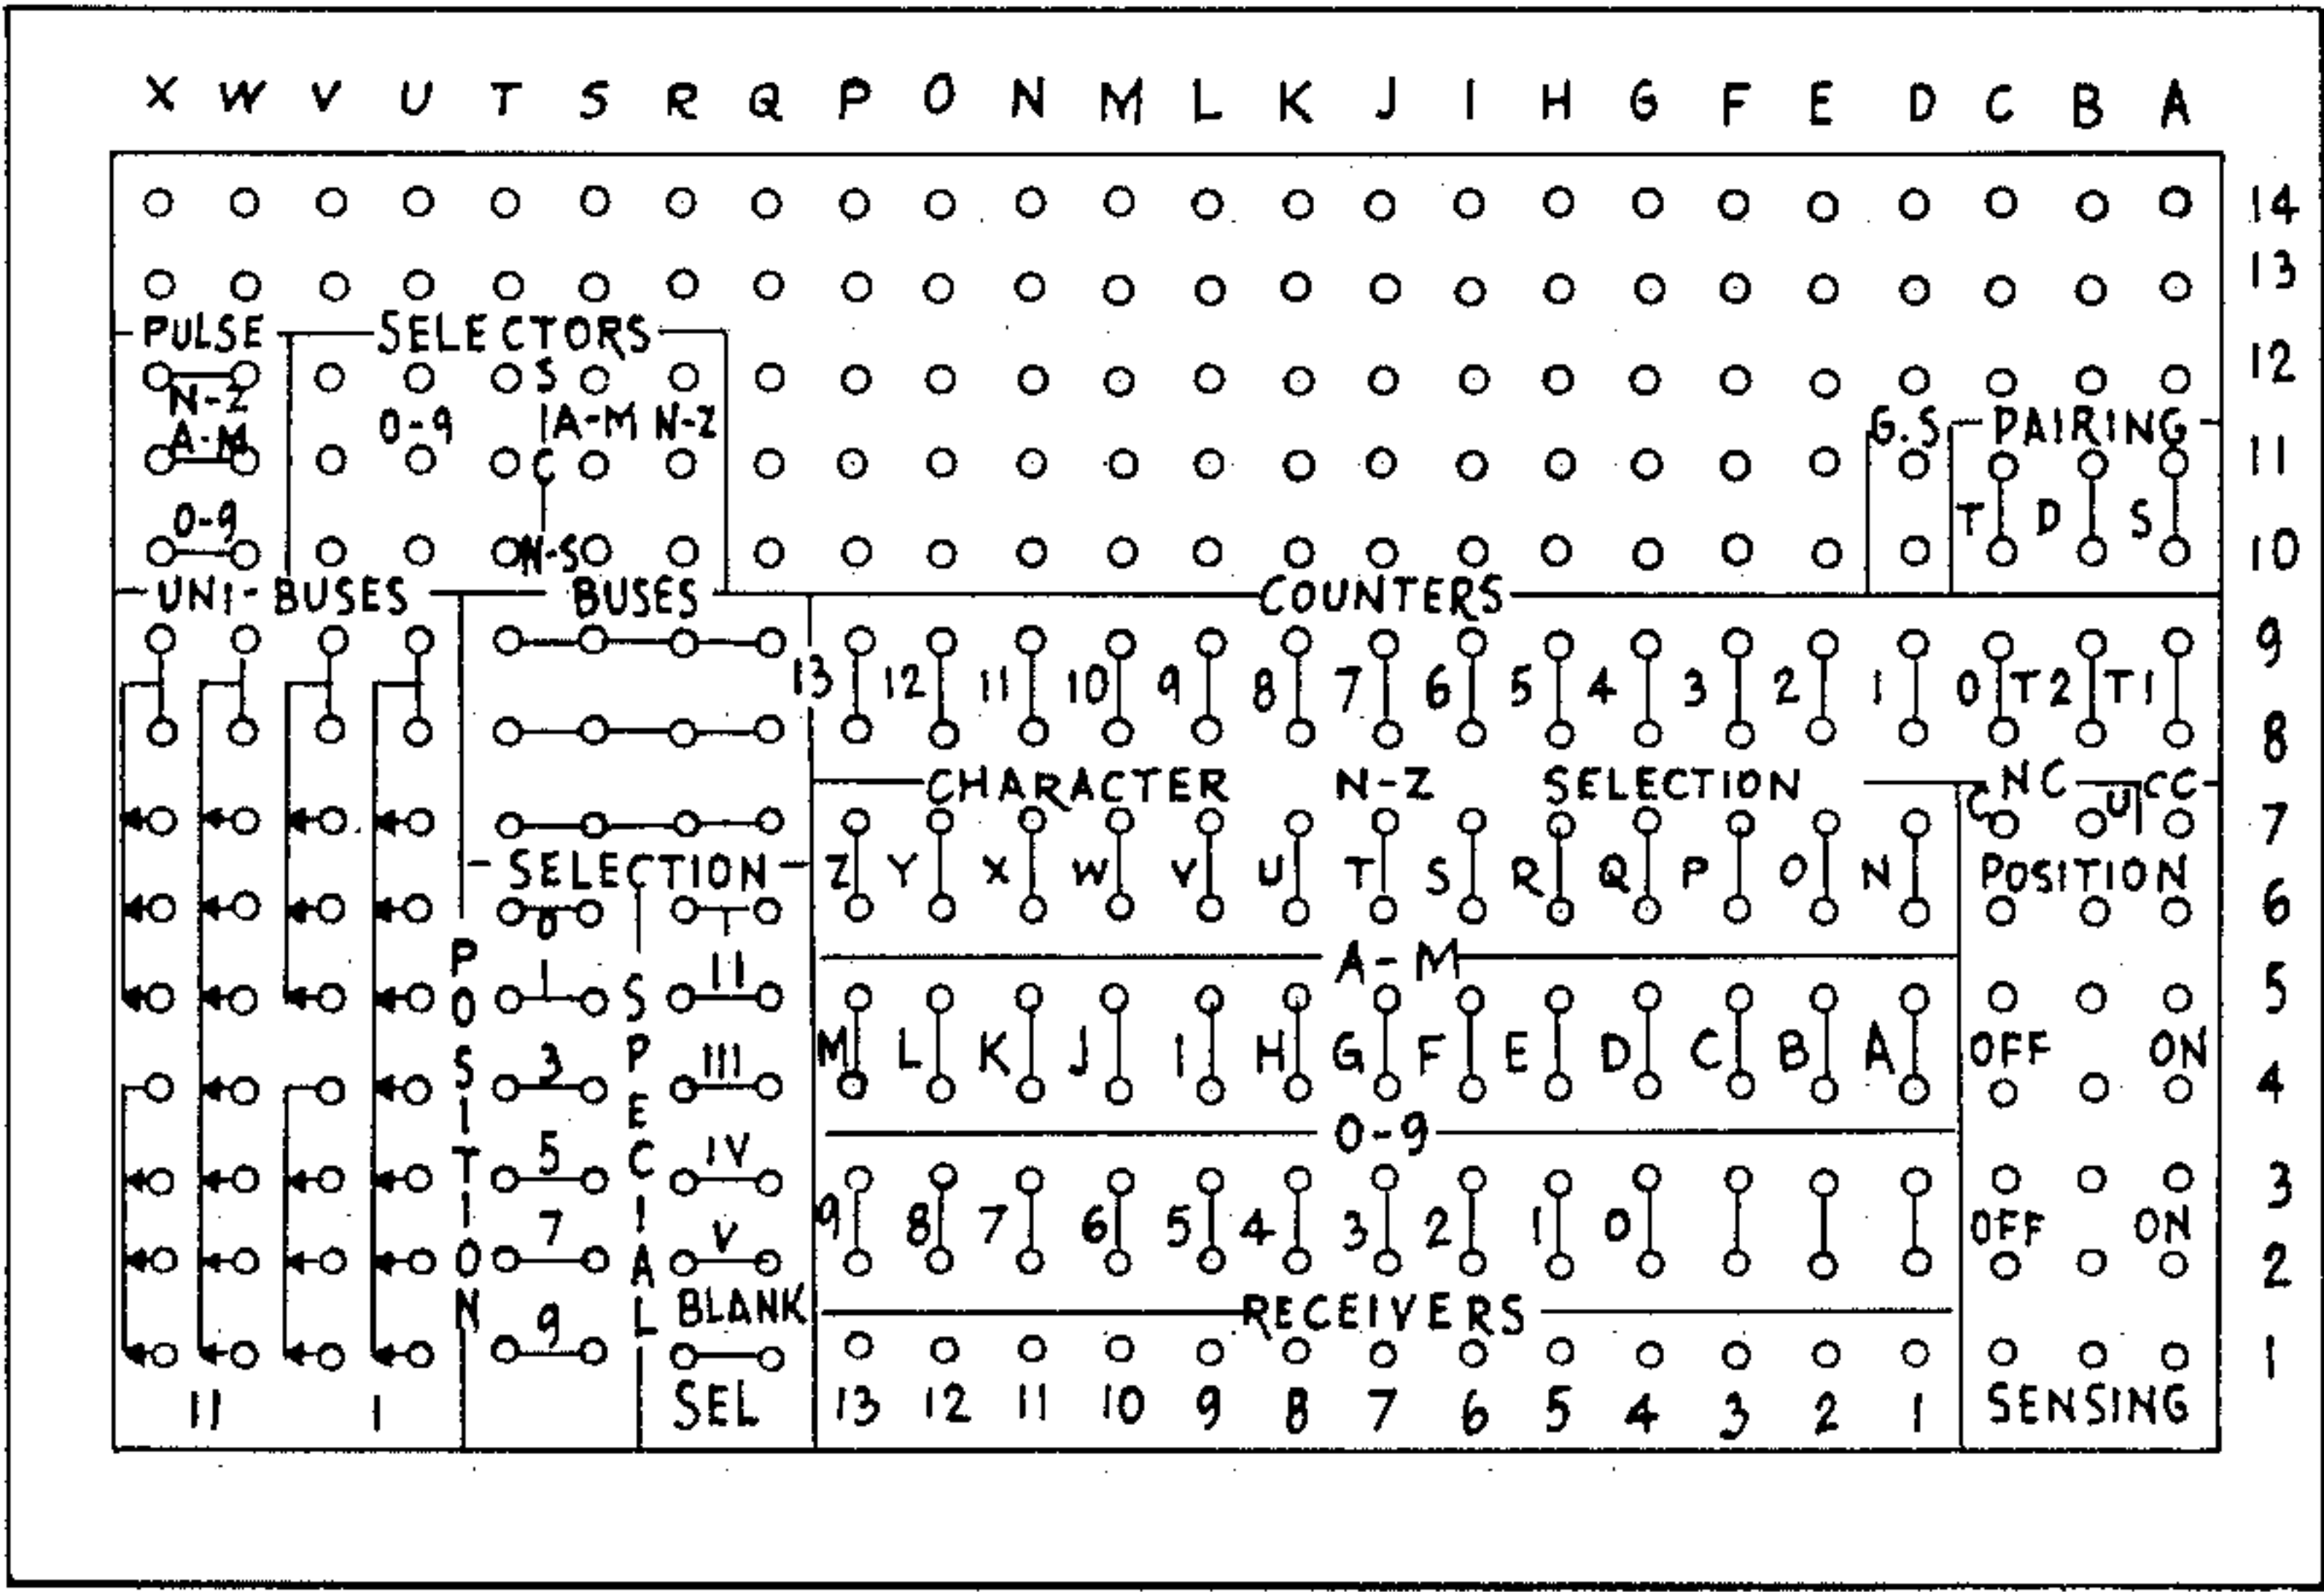 X W V U T S R Q P O N M L K J I H G F E D C B A
14
13
PULSE SELECTORS
12
N-Z S
A-M 0-9 A-M N-Z G.S PAIRING
C 11
0-9 T D S
N-S 10
UNI-BUSES BUSES COUNTERS
9
13 12 11 10 9 8 7 6 5 4 3 2 1 0 T2 T1
8
CHARACTER N-Z SELECTION NC CC
C U 7
SELECTION Z Y X W V U T S R Q P O N POSITION
0 I 6
A-M
POSITION 1 SPECIAL II 5
3 III M L K J I H G F E D C B A OFF ON
4
0-9
5 IV 3
7 V 9 8 7 6 5 4 3 2 1 0 OFF ON
2
9 BLANK RECEIVERS
1
II I SEL 13 12 11 10 9 8 7 6 5 4 3 2 1 SENSING